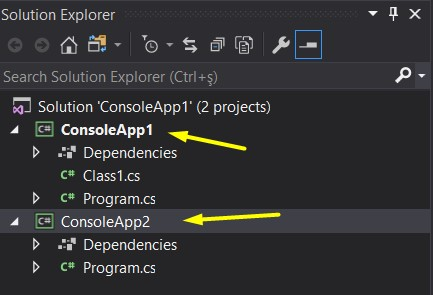 Solution Explorer
Search Solution Explorer (Ctrl+ş)
Solution 'ConsoleApp1' (2 projects)
C# ConsoleApp1
Dependencies
C# Class1.cs
C# Program.cs
C# ConsoleApp2
Dependencies
C# Program.cs